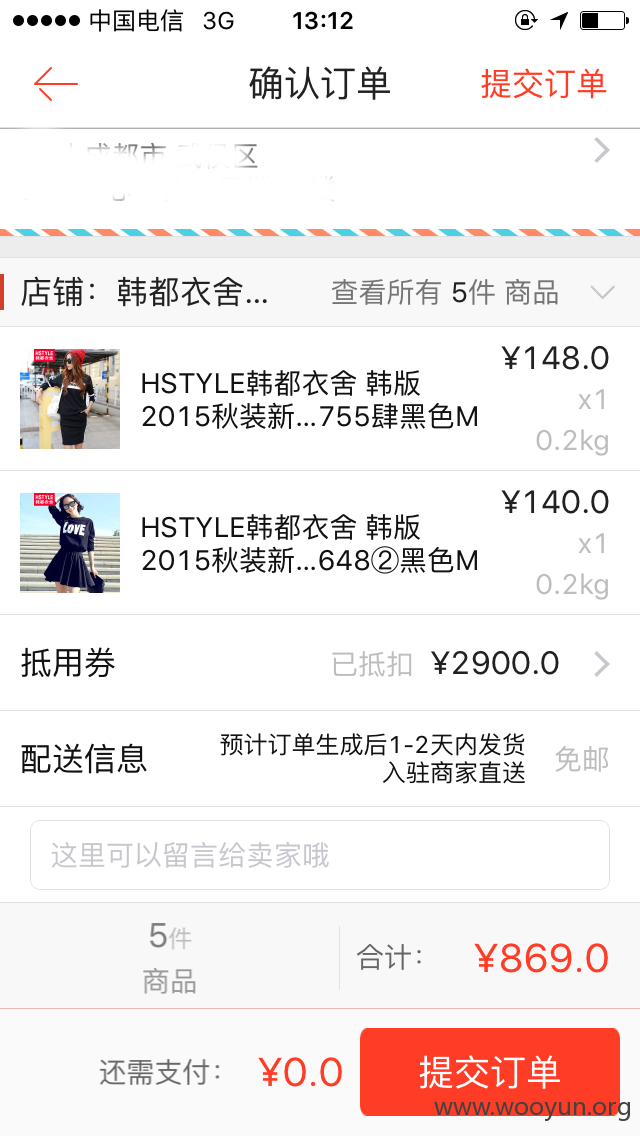 中国电信 3G 13:12
确认订单 提交订单
成都市 武侯区
店铺：韩都衣舍... 查看所有 5件 商品
HSTYLE
韩都衣舍
HSTYLE韩都衣舍 韩版 ¥148.0
2015秋装新...755肆黑色M x1
0.2kg
HSTYLE
韩都衣舍
LOVE
HSTYLE韩都衣舍 韩版 ¥140.0
2015秋装新...648②黑色M x1
0.2kg
抵用券 已抵扣 ¥2900.0
配送信息 预计订单生成后1-2天内发货 免邮
入驻商家直送
这里可以留言给卖家哦
5件 合计： ¥869.0
商品
还需支付： ¥0.0 提交订单
www.wooyun.org